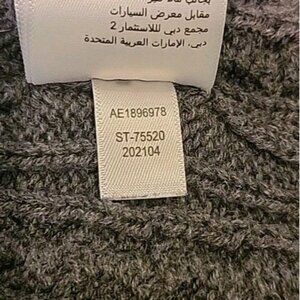 مقابل معرض السيارات
مجمع دبي للاستثمار 2
دبي، الإمارات العربية المتحدة
AE1896978
ST-75520
202104